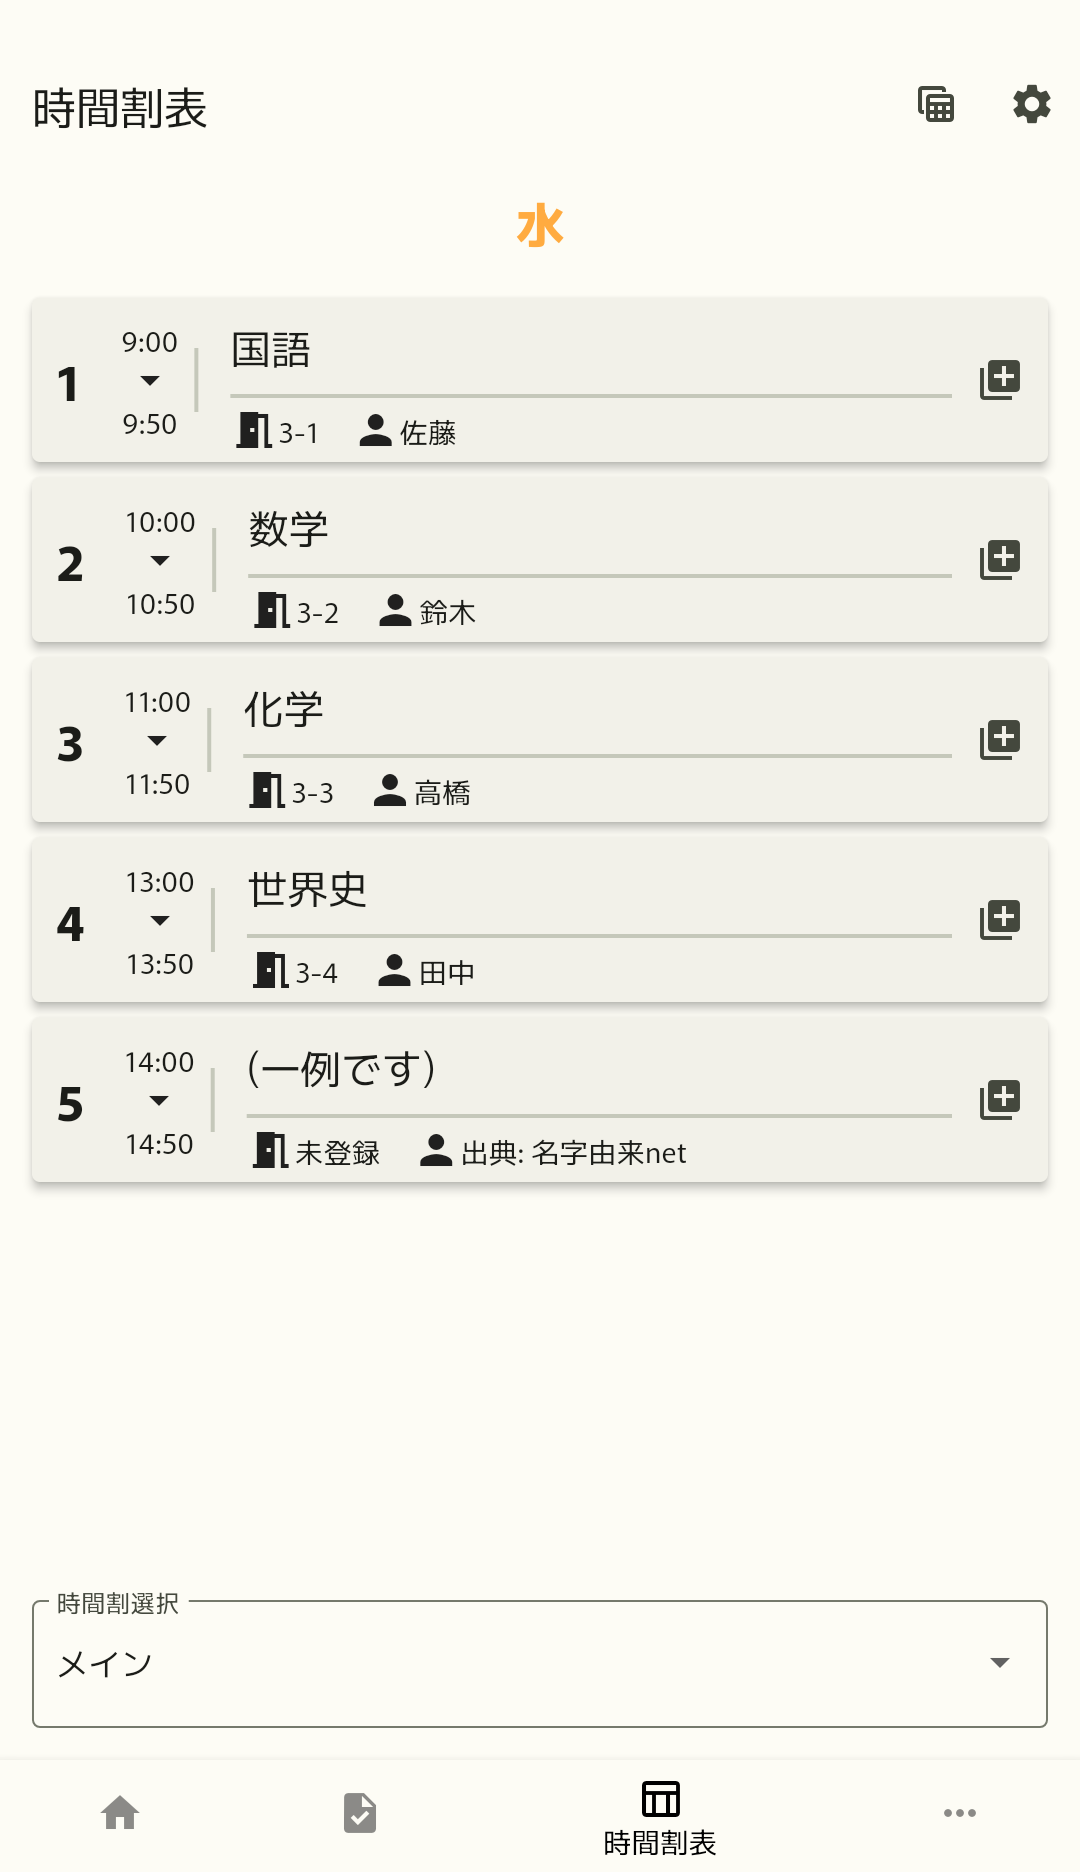 時間割表
水
1
9:00
9:50
国語
3-1 佐藤
2
10:00
10:50
数学
3-2 鈴木
3
11:00
11:50
化学
3-3 高橋
4
13:00
13:50
世界史
3-4 田中
5
14:00
14:50
(一例です)
未登録 出典: 名字由来net
時間割選択
メイン
時間割表